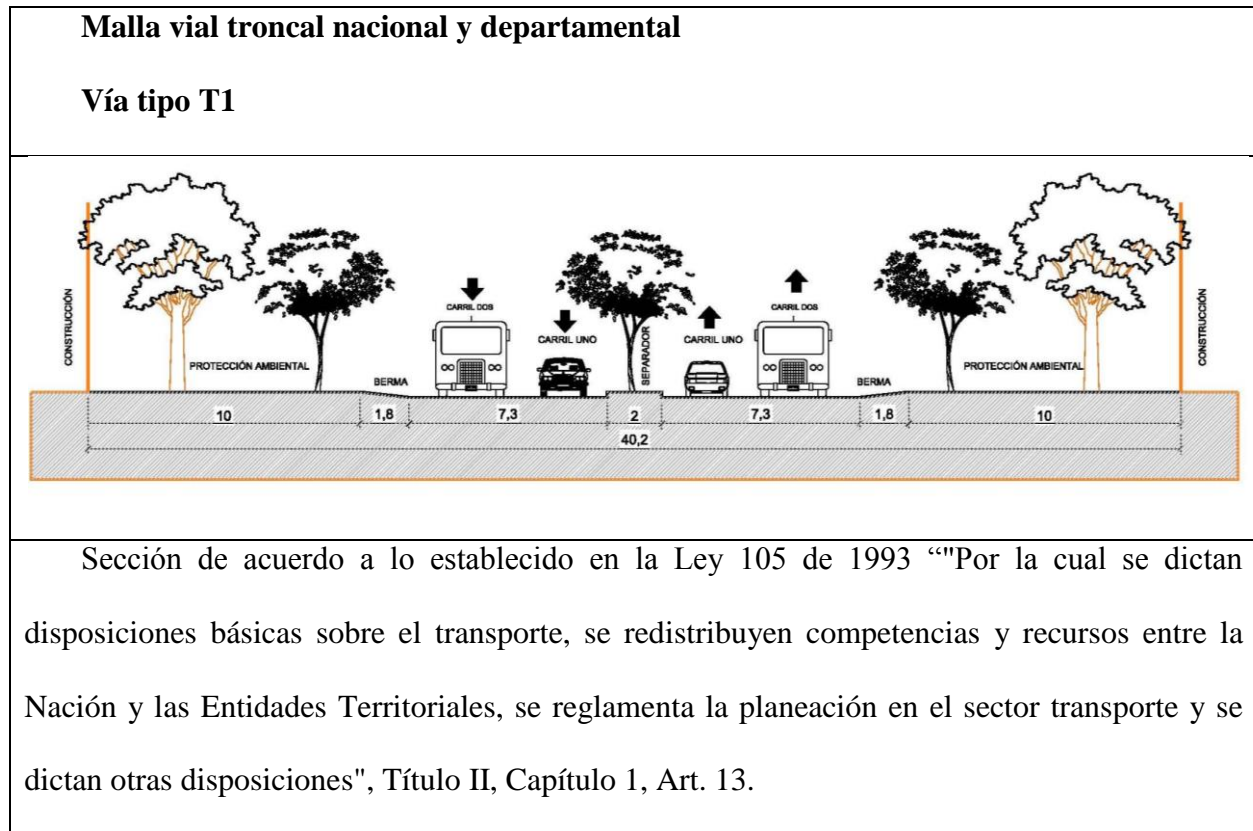 Malla vial troncal nacional y departamental
Vía tipo T1
CONSTRUCCIÓN
PROTECCIÓN AMBIENTAL
BERMA
CARRIL DOS
CARRIL UNO
SEPARADOR
CARRIL UNO
CARRIL DOS
BERMA
PROTECCIÓN AMBIENTAL
CONSTRUCCIÓN
10 1,8 7,3 2 7,3 1,8 10
40,2
Sección de acuerdo a lo establecido en la Ley 105 de 1993 “"Por la cual se dictan
disposiciones básicas sobre el transporte, se redistribuyen competencias y recursos entre la
Nación y las Entidades Territoriales, se reglamenta la planeación en el sector transporte y se
dictan otras disposiciones", Título II, Capítulo 1, Art. 13.